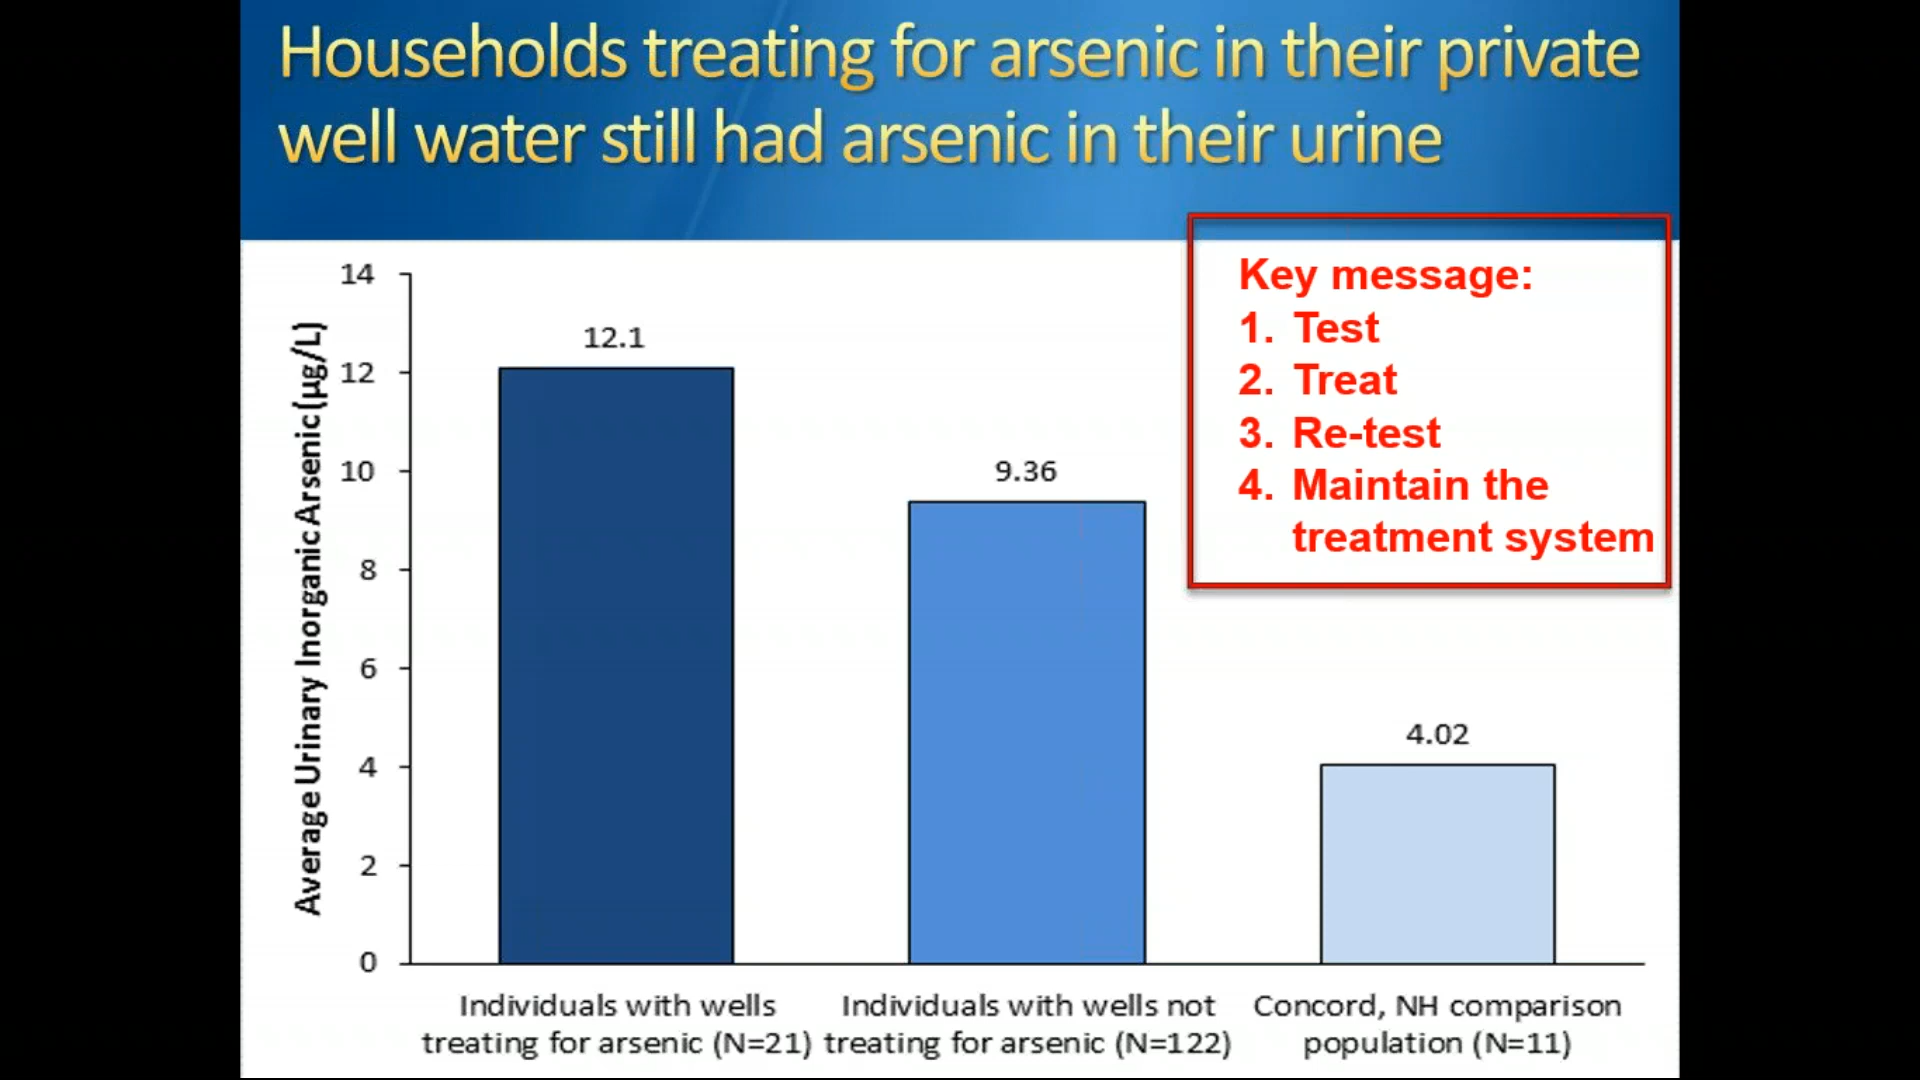 Households treating for arsenic in their private
well water still had arsenic in their urine
Key message:
1. Test
2. Treat
3. Re-test
4. Maintain the
treatment system
Average Urinary Inorganic Arsenic (µg/L)
14
12
10
8
6
4
2
0
12.1
9.36
4.02
Individuals with wells
treating for arsenic (N=21)
Individuals with wells not
treating for arsenic (N=122)
Concord, NH comparison
population (N=11)